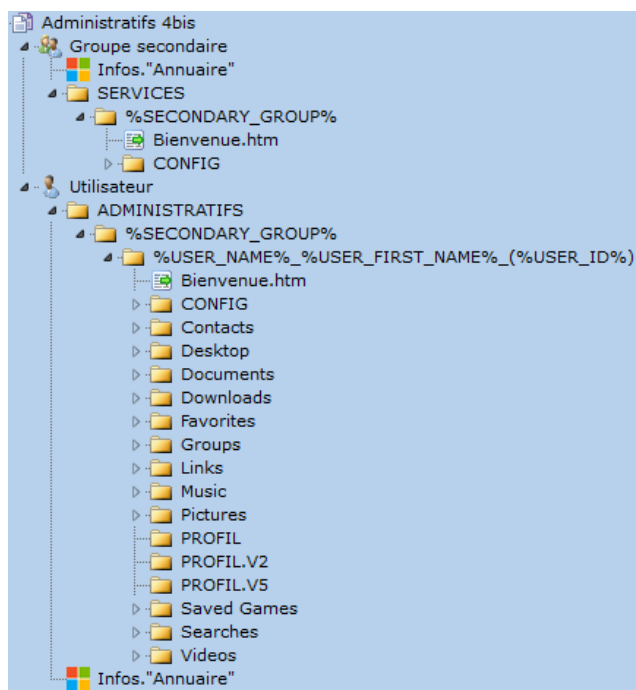 Administratifs 4bis
Groupe secondaire
Infos."Annuaire"
SERVICES
%SECONDARY_GROUP%
Bienvenue.htm
CONFIG
Utilisateur
ADMINISTRATIFS
%SECONDARY_GROUP%
%USER_NAME%_%USER_FIRST_NAME%_(%USER_ID%)
Bienvenue.htm
CONFIG
Contacts
Desktop
Documents
Downloads
Favorites
Groups
Links
Music
Pictures
PROFIL
PROFIL.V2
PROFIL.V5
Saved Games
Searches
Videos
Infos."Annuaire"